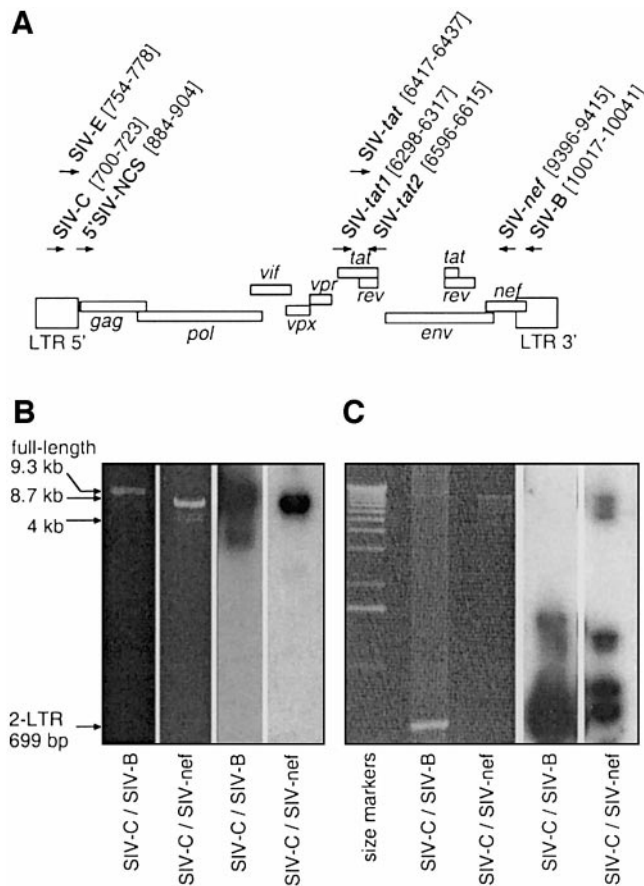 A
SIV-E [754-778]
SIV-C [700-723]
5'SIV-NCS [884-904]
SIV-tat [6417-6437]
SIV-tat1 [6298-6317]
SIV-tat2 [6596-6615]
SIV-nef [9396-9415]
SIV-B [10017-10041]
LTR 5'
gag
pol
vif
vpx
vpr
tat
rev
env
tat
rev
nef
LTR 3'
B
C
full-length
9.3 kb
8.7 kb
4 kb
2-LTR
699 bp
SIV-C / SIV-B
SIV-C / SIV-nef
SIV-C / SIV-B
SIV-C / SIV-nef
size markers
SIV-C / SIV-B
SIV-C / SIV-nef
SIV-C / SIV-B
SIV-C / SIV-nef